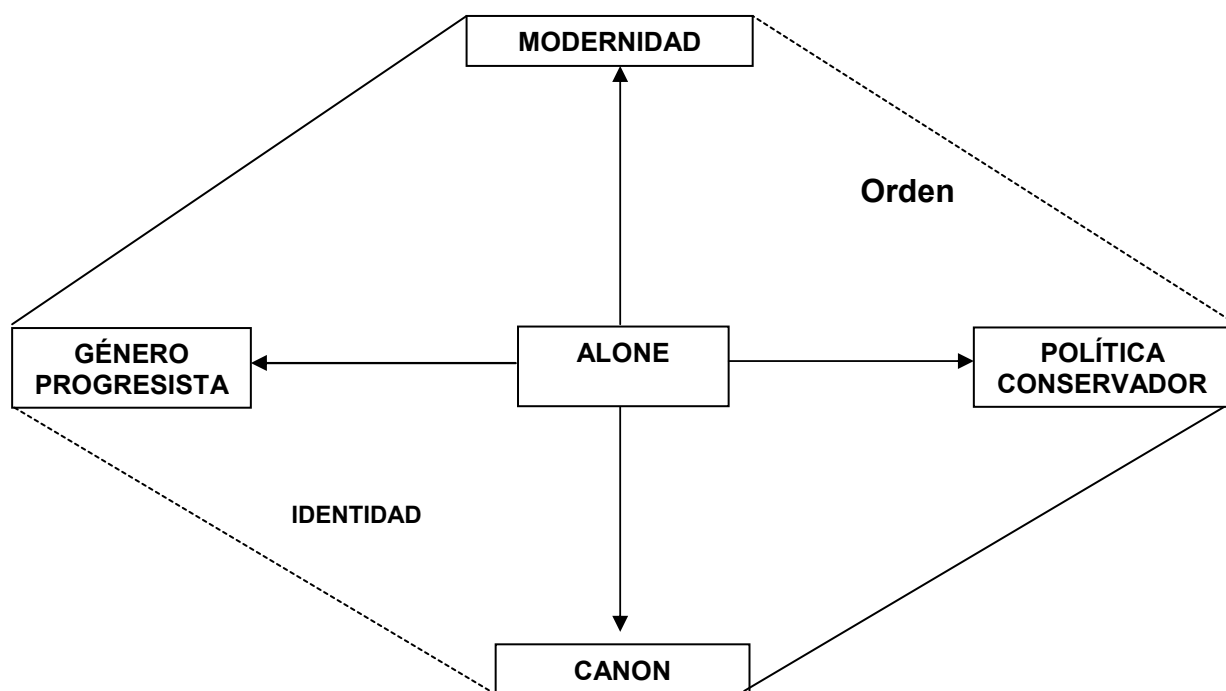 MODERNIDAD
Orden
GÉNERO
PROGRESISTA
ALONE
POLÍTICA
CONSERVADOR
IDENTIDAD
CANON